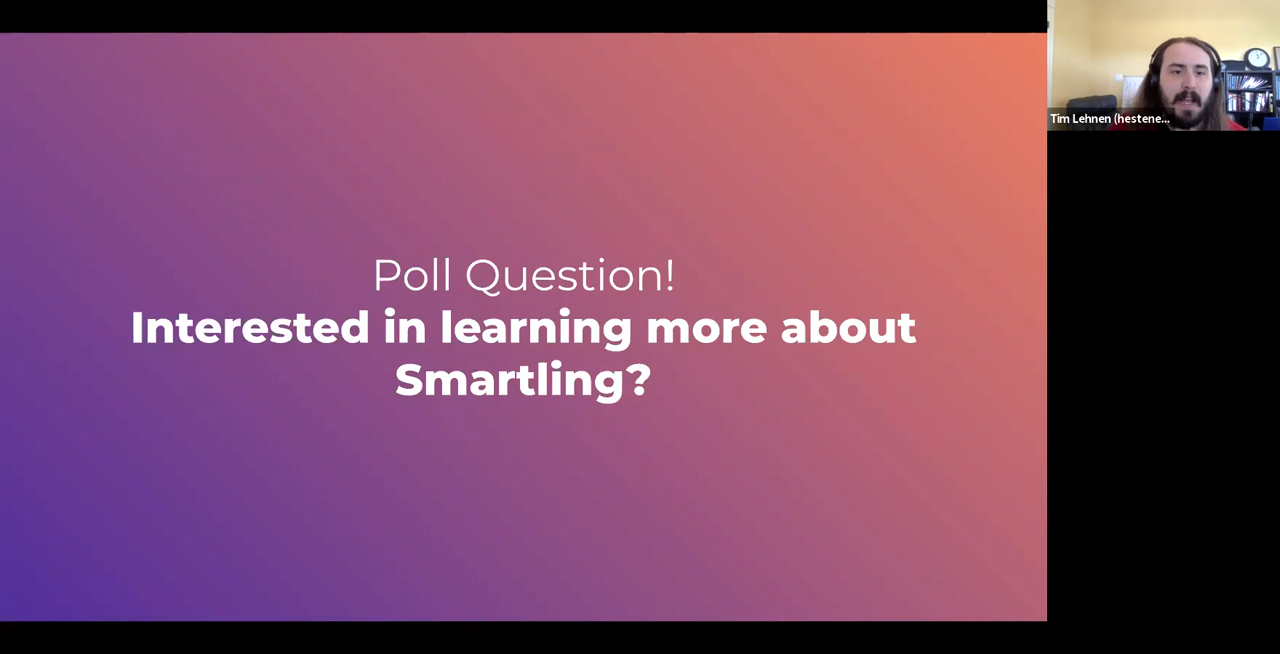 Poll Question!
Interested in learning more about
Smartling?
Tim Lehnen (hestene...